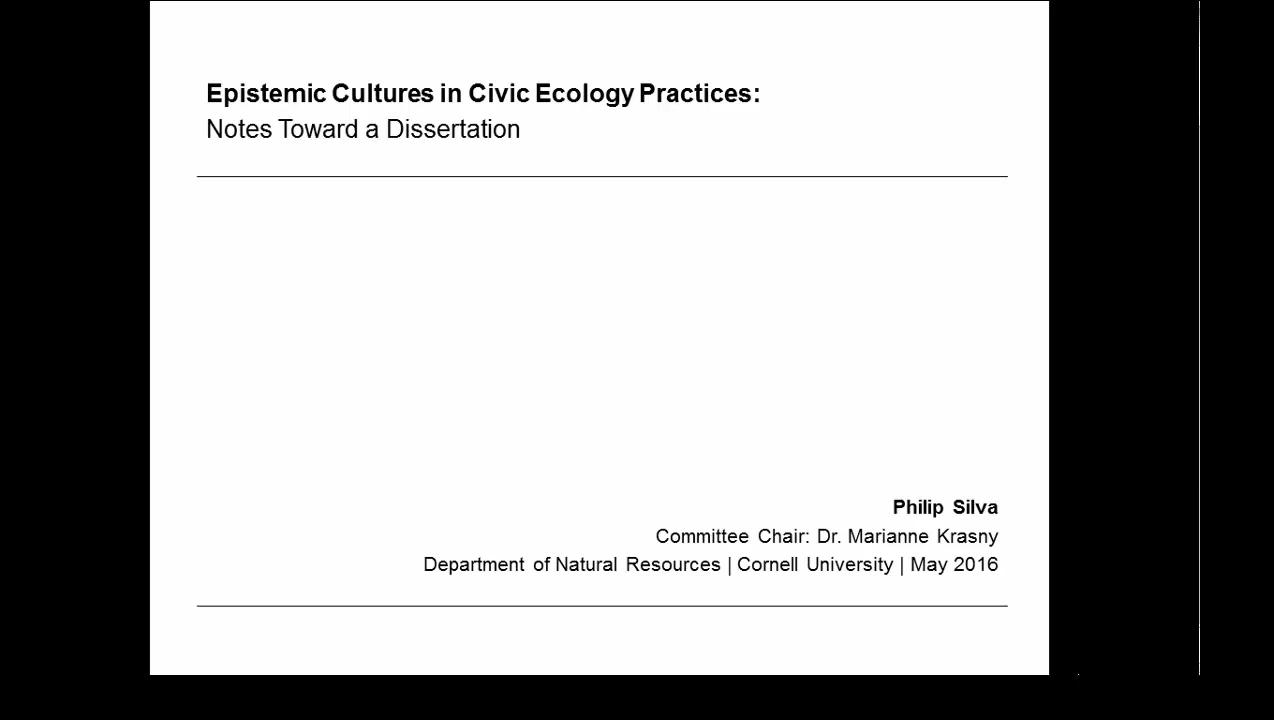 Epistemic Cultures in Civic Ecology Practices:
Notes Toward a Dissertation
Philip Silva
Committee Chair: Dr. Marianne Krasny
Department of Natural Resources | Cornell University | May 2016